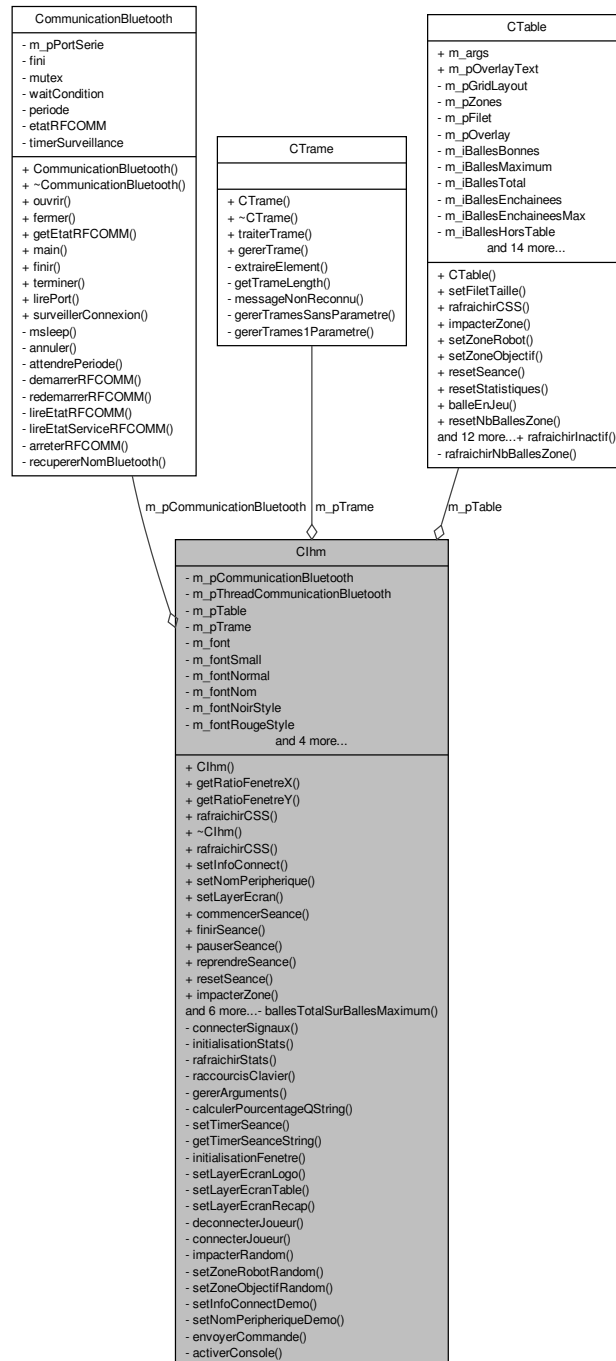 CommunicationBluetooth
- m_pPortSerie
- fini
- mutex
- waitCondition
- periode
- etatRFCOMM
- timerSurveillance
+ CommunicationBluetooth()
+ ~CommunicationBluetooth()
+ ouvrir()
+ fermer()
+ getEtatRFCOMM()
+ main()
+ finir()
+ terminer()
+ lirePort()
+ surveillerConnexion()
- msleep()
- annuler()
- attendrePeriode()
- demarrerRFCOMM()
- redemarrerRFCOMM()
- lireEtatRFCOMM()
- lireEtatServiceRFCOMM()
- arreterRFCOMM()
- recupererNomBluetooth()
CTrame
+ CTrame()
+ ~CTrame()
+ traiterTrame()
+ gererTrame()
- extraireElement()
- getTrameLength()
- messageNonReconnu()
- gererTramesSansParametre()
- gererTrames1Parametre()
CTable
+ m_args
+ m_pOverlayText
- m_pGridLayout
- m_pZones
- m_pFilet
- m_pOverlay
- m_iBallesBonnes
- m_iBallesMaximum
- m_iBallesTotal
- m_iBallesEnchainees
- m_iBallesEnchaineesMax
- m_iBallesHorsTable
and 14 more...
+ CTable()
+ setFiletTaille()
+ rafraichirCSS()
+ impacterZone()
+ setZoneRobot()
+ setZoneObjectif()
+ resetSeance()
+ resetStatistiques()
+ balleEnJeu()
+ resetNbBallesZone()
and 12 more...+ rafraichirInactif()
- rafraichirNbBallesZone()
m_pCommunicationBluetooth
m_pTrame
m_pTable
CIhm
- m_pCommunicationBluetooth
- m_pThreadCommunicationBluetooth
- m_pTable
- m_pTrame
- m_font
- m_fontSmall
- m_fontNormal
- m_fontNom
- m_fontNoirStyle
- m_fontRougeStyle
and 4 more...
+ CIhm()
+ getRatioFenetreX()
+ getRatioFenetreY()
+ rafraichirCSS()
+ ~CIhm()
+ rafraichirCSS()
+ setInfoConnect()
+ setNomPeripherique()
+ setLayerEcran()
+ commencerSeance()
+ finirSeance()
+ pauserSeance()
+ reprendreSeance()
+ resetSeance()
+ impacterZone()
and 6 more...- ballesTotalSurBallesMaximum()
- connecterSignaux()
- initialisationStats()
- rafraichirStats()
- raccourcisClavier()
- gererArguments()
- calculerPourcentageQString()
- setTimerSeance()
- getTimerSeanceString()
- initialisationFenetre()
- setLayerEcranLogo()
- setLayerEcranTable()
- setLayerEcranRecap()
- deconnecterJoueur()
- connecterJoueur()
- impacterRandom()
- setZoneRobotRandom()
- setZoneObjectifRandom()
- setInfoConnectDemo()
- setNomPeripheriqueDemo()
- envoyerCommande()
- activerConsole()